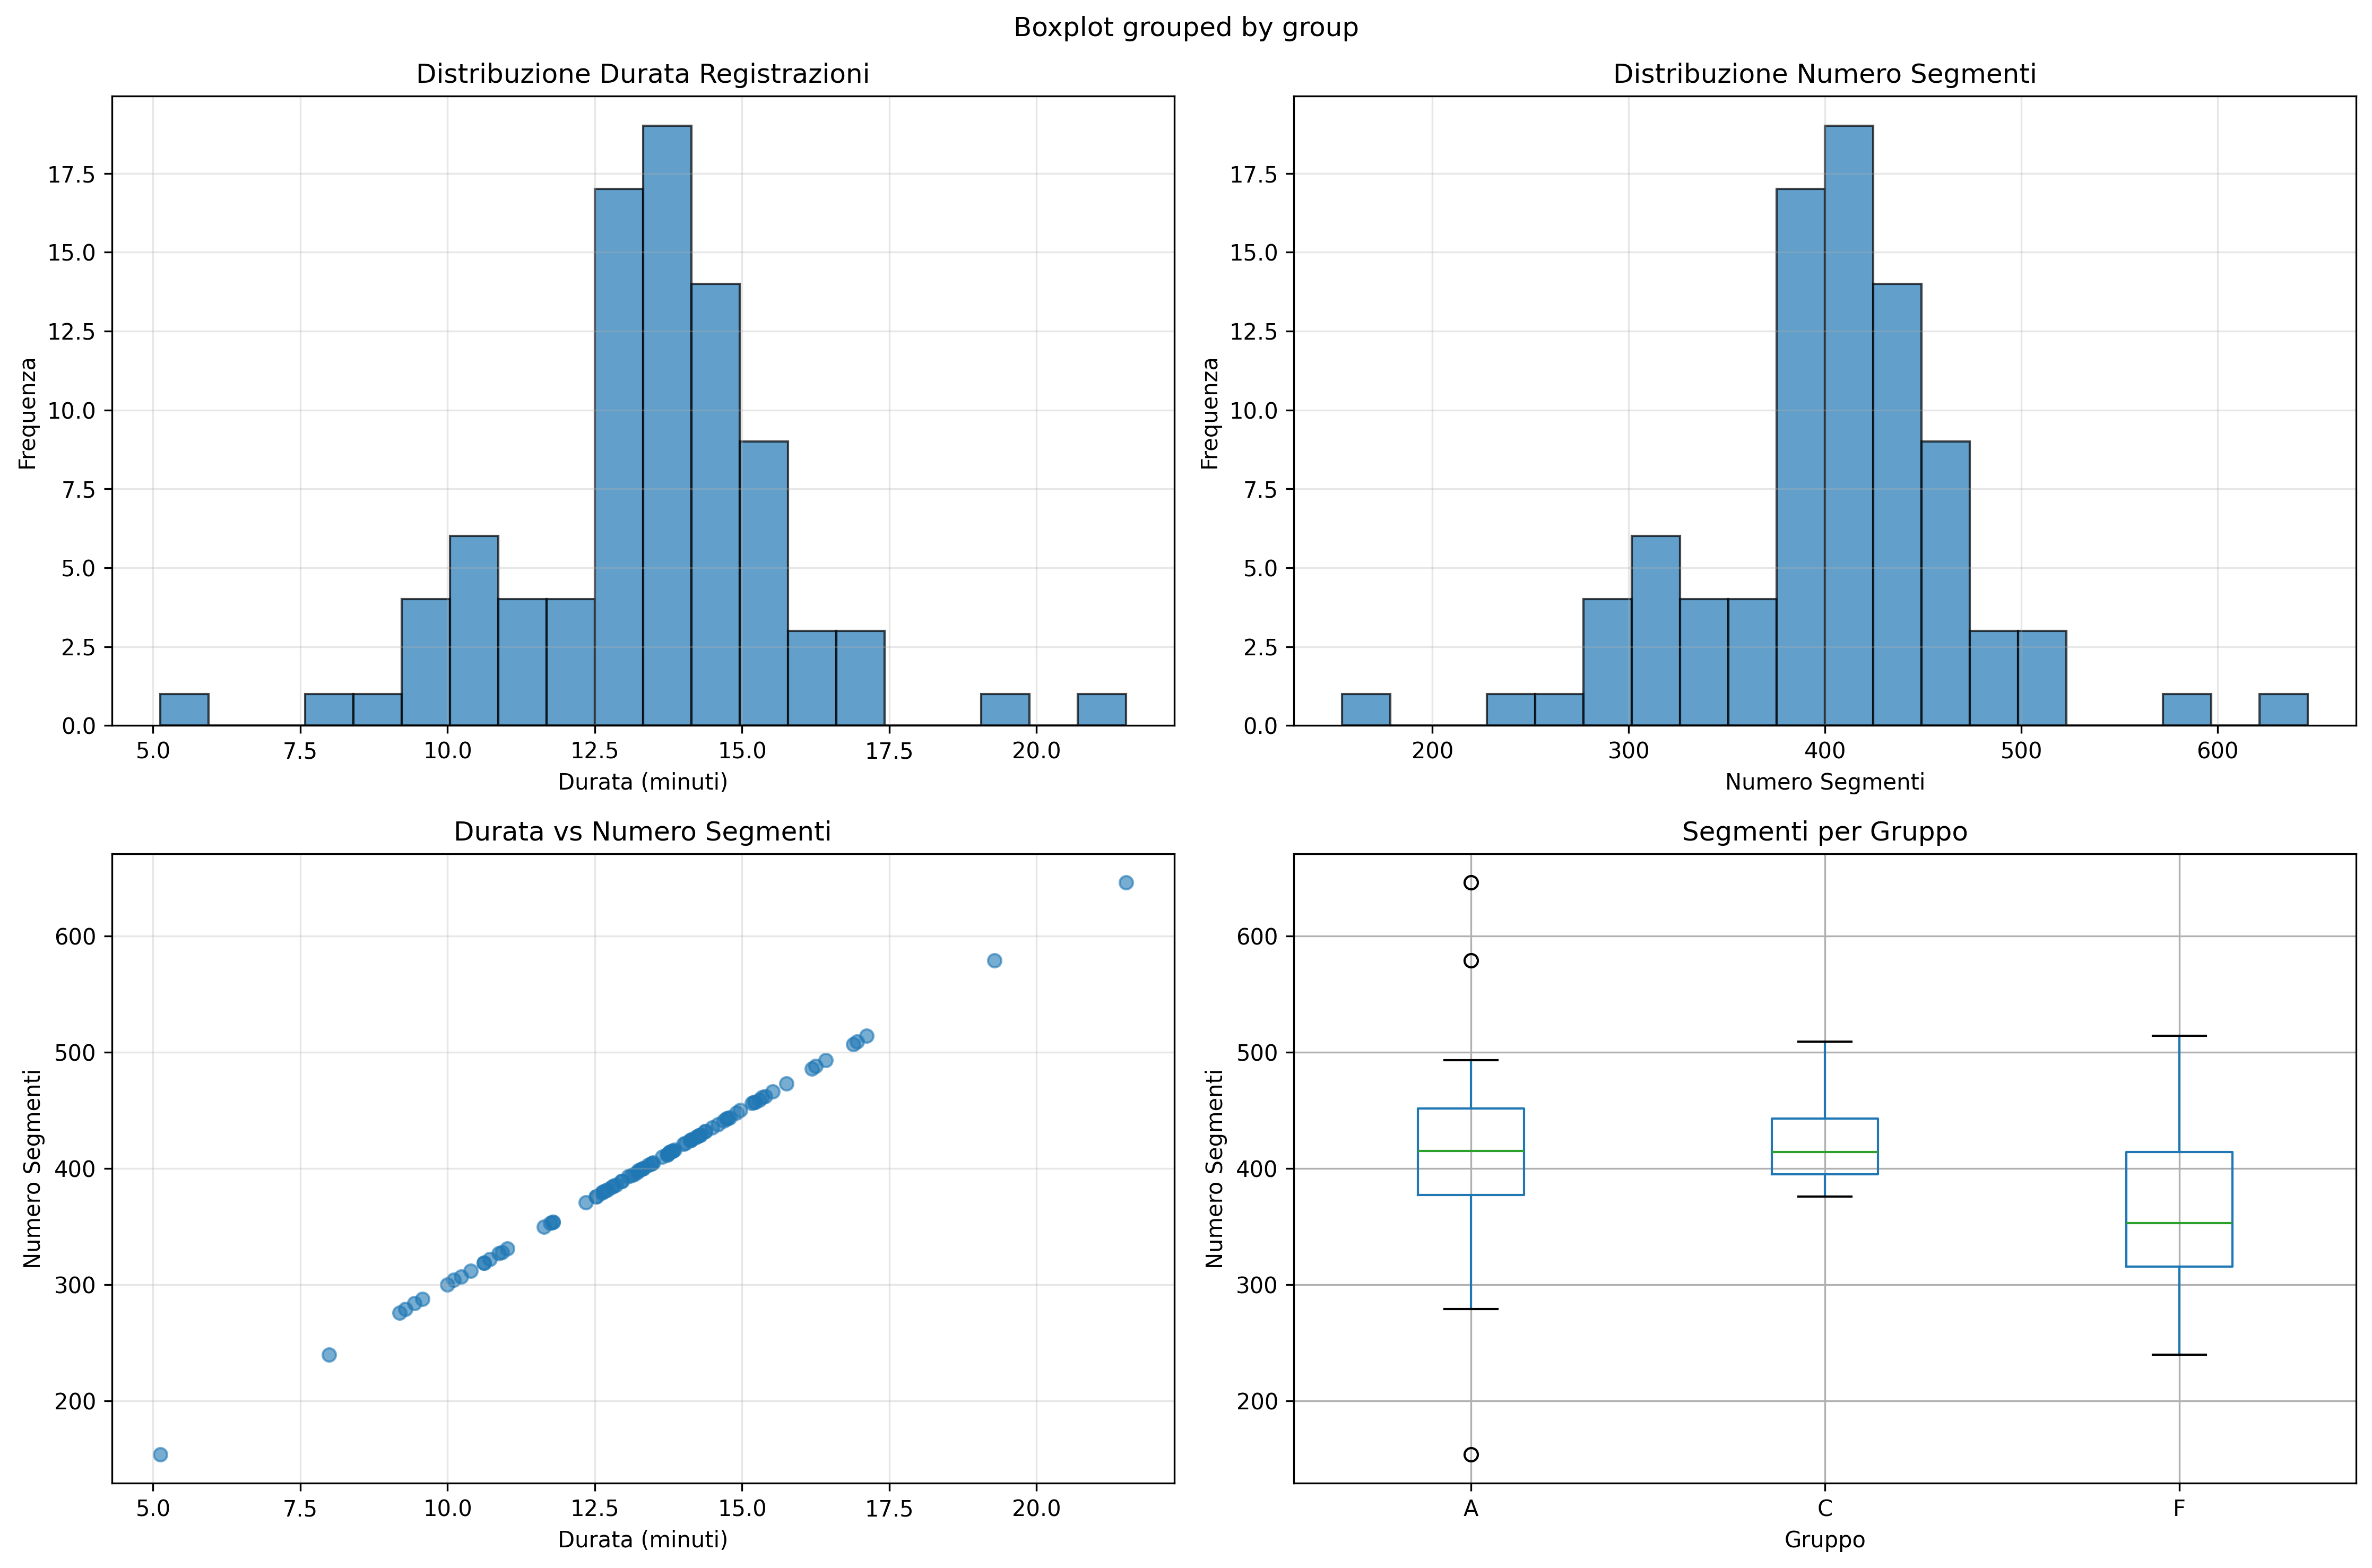 Boxplot grouped by group
Distribuzione Durata Registrazioni
Frequenza
17.5
15.0
12.5
10.0
7.5
5.0
2.5
0.0
5.0 7.5 10.0 12.5 15.0 17.5 20.0
Durata (minuti)
Distribuzione Numero Segmenti
Frequenza
17.5
15.0
12.5
10.0
7.5
5.0
2.5
0.0
200 300 400 500 600
Numero Segmenti
Durata vs Numero Segmenti
Numero Segmenti
600
500
400
300
200
5.0 7.5 10.0 12.5 15.0 17.5 20.0
Durata (minuti)
Segmenti per Gruppo
Numero Segmenti
600
500
400
300
200
A C F
Gruppo